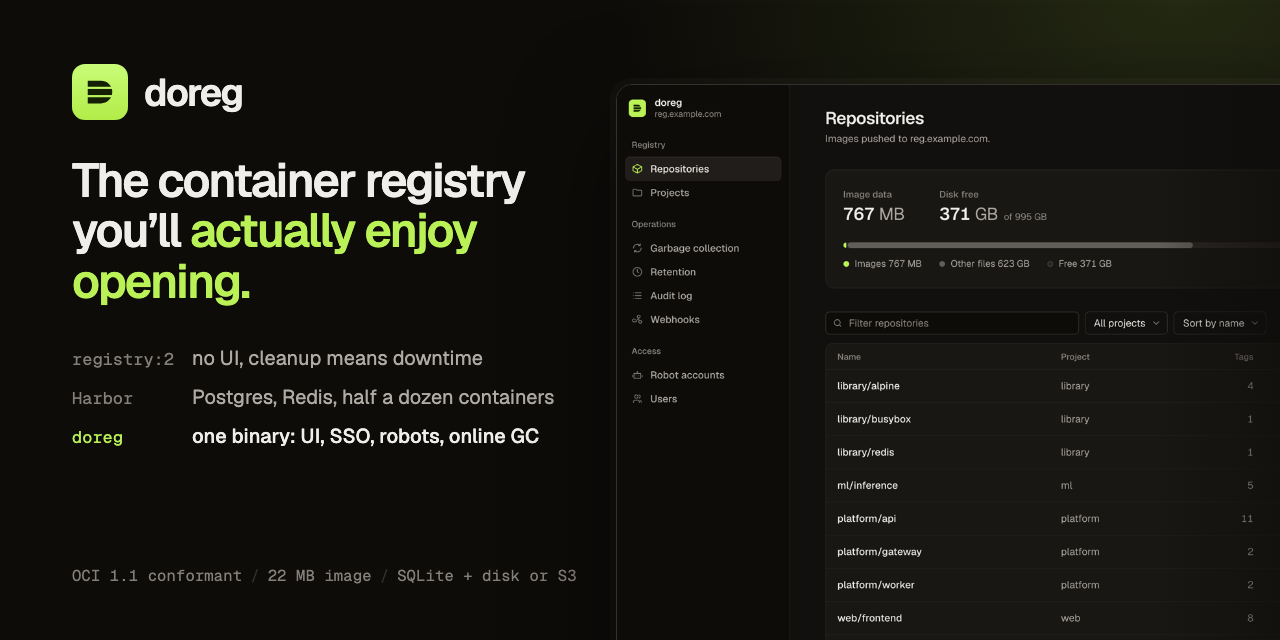 doreg
The container registry
you’ll actually enjoy
opening.
registry:2 no UI, cleanup means downtime
Harbor Postgres, Redis, half a dozen containers
doreg one binary: UI, SSO, robots, online GC
OCI 1.1 conformant / 22 MB image / SQLite + disk or S3
doreg
reg.example.com
Registry
Repositories
Projects
Operations
Garbage collection
Retention
Audit log
Webhooks
Access
Robot accounts
Users
Repositories
Images pushed to reg.example.com.
Image data Disk free
767 MB 371 GB of 995 GB
Images 767 MB Other files 623 GB Free 371 GB
Filter repositories All projects Sort by name
Name Project Tags
library/alpine library 4
library/busybox library 1
library/redis library 1
ml/inference ml 5
platform/api platform 11
platform/gateway platform 2
platform/worker platform 2
web/frontend web 8